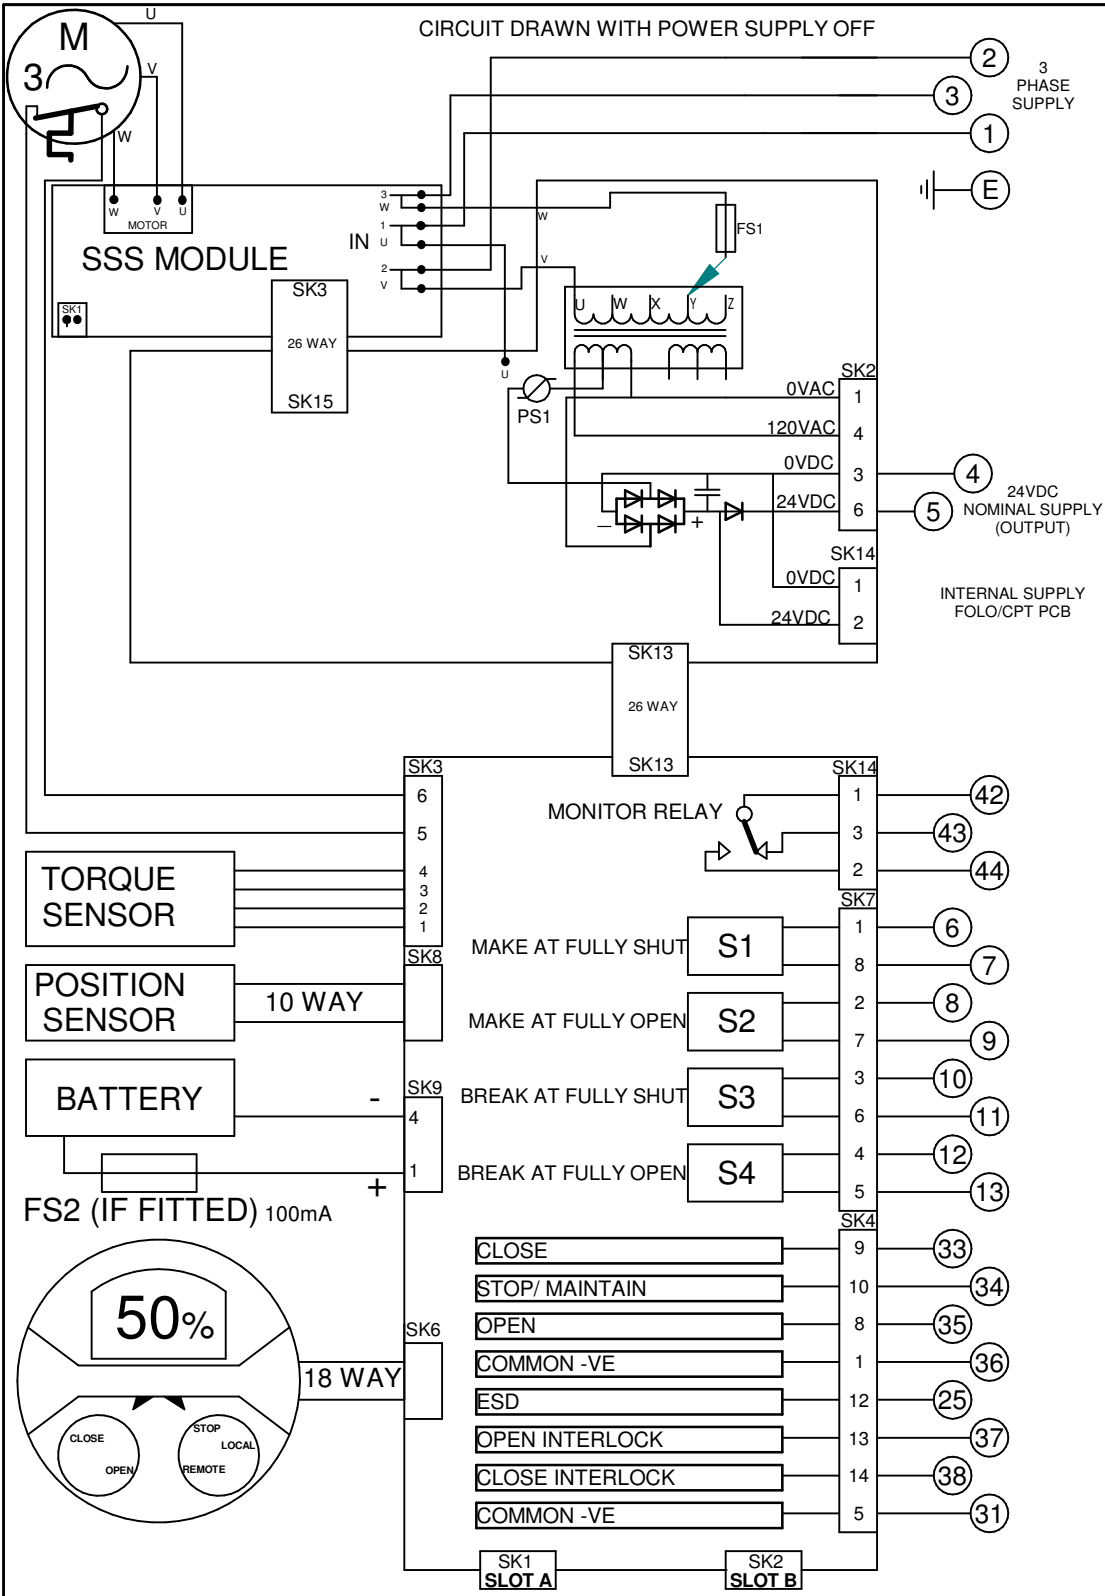 CIRCUIT DRAWN WITH POWER SUPPLY OFF
U
M
3
V
W
2
3
1
E
3
PHASE
SUPPLY
W V U
MOTOR
SSS MODULE
IN
3
W
1
U
2
V
W
V
FS1
SK1
SK3
26 WAY
SK15
U W X Y Z
U
PS1
SK2
0VAC 1
120VAC 4
0VDC 3 4
24VDC 6 5
24VDC
NOMINAL SUPPLY
(OUTPUT)
– +
SK14
0VDC 1
24VDC 2
INTERNAL SUPPLY
FOLO/CPT PCB
SK13
26 WAY
SK13
SK3
6
5
4
3
2
1
TORQUE
SENSOR
SK8
POSITION
SENSOR
10 WAY
BATTERY
SK9
- 4
1
+
FS2 (IF FITTED) 100mA
50%
CLOSE
OPEN
STOP
LOCAL
REMOTE
SK6
18 WAY
SK14
MONITOR RELAY
1 42
3 43
2 44
SK7
MAKE AT FULLY SHUT S1
1 6
8 7
MAKE AT FULLY OPEN S2
2 8
7 9
BREAK AT FULLY SHUT S3
3 10
6 11
BREAK AT FULLY OPEN S4
4 12
5 13
SK4
CLOSE 9 33
STOP/ MAINTAIN 10 34
OPEN 8 35
COMMON -VE 1 36
ESD 12 25
OPEN INTERLOCK 13 37
CLOSE INTERLOCK 14 38
COMMON -VE 5 31
SK1
SLOT A
SK2
SLOT B